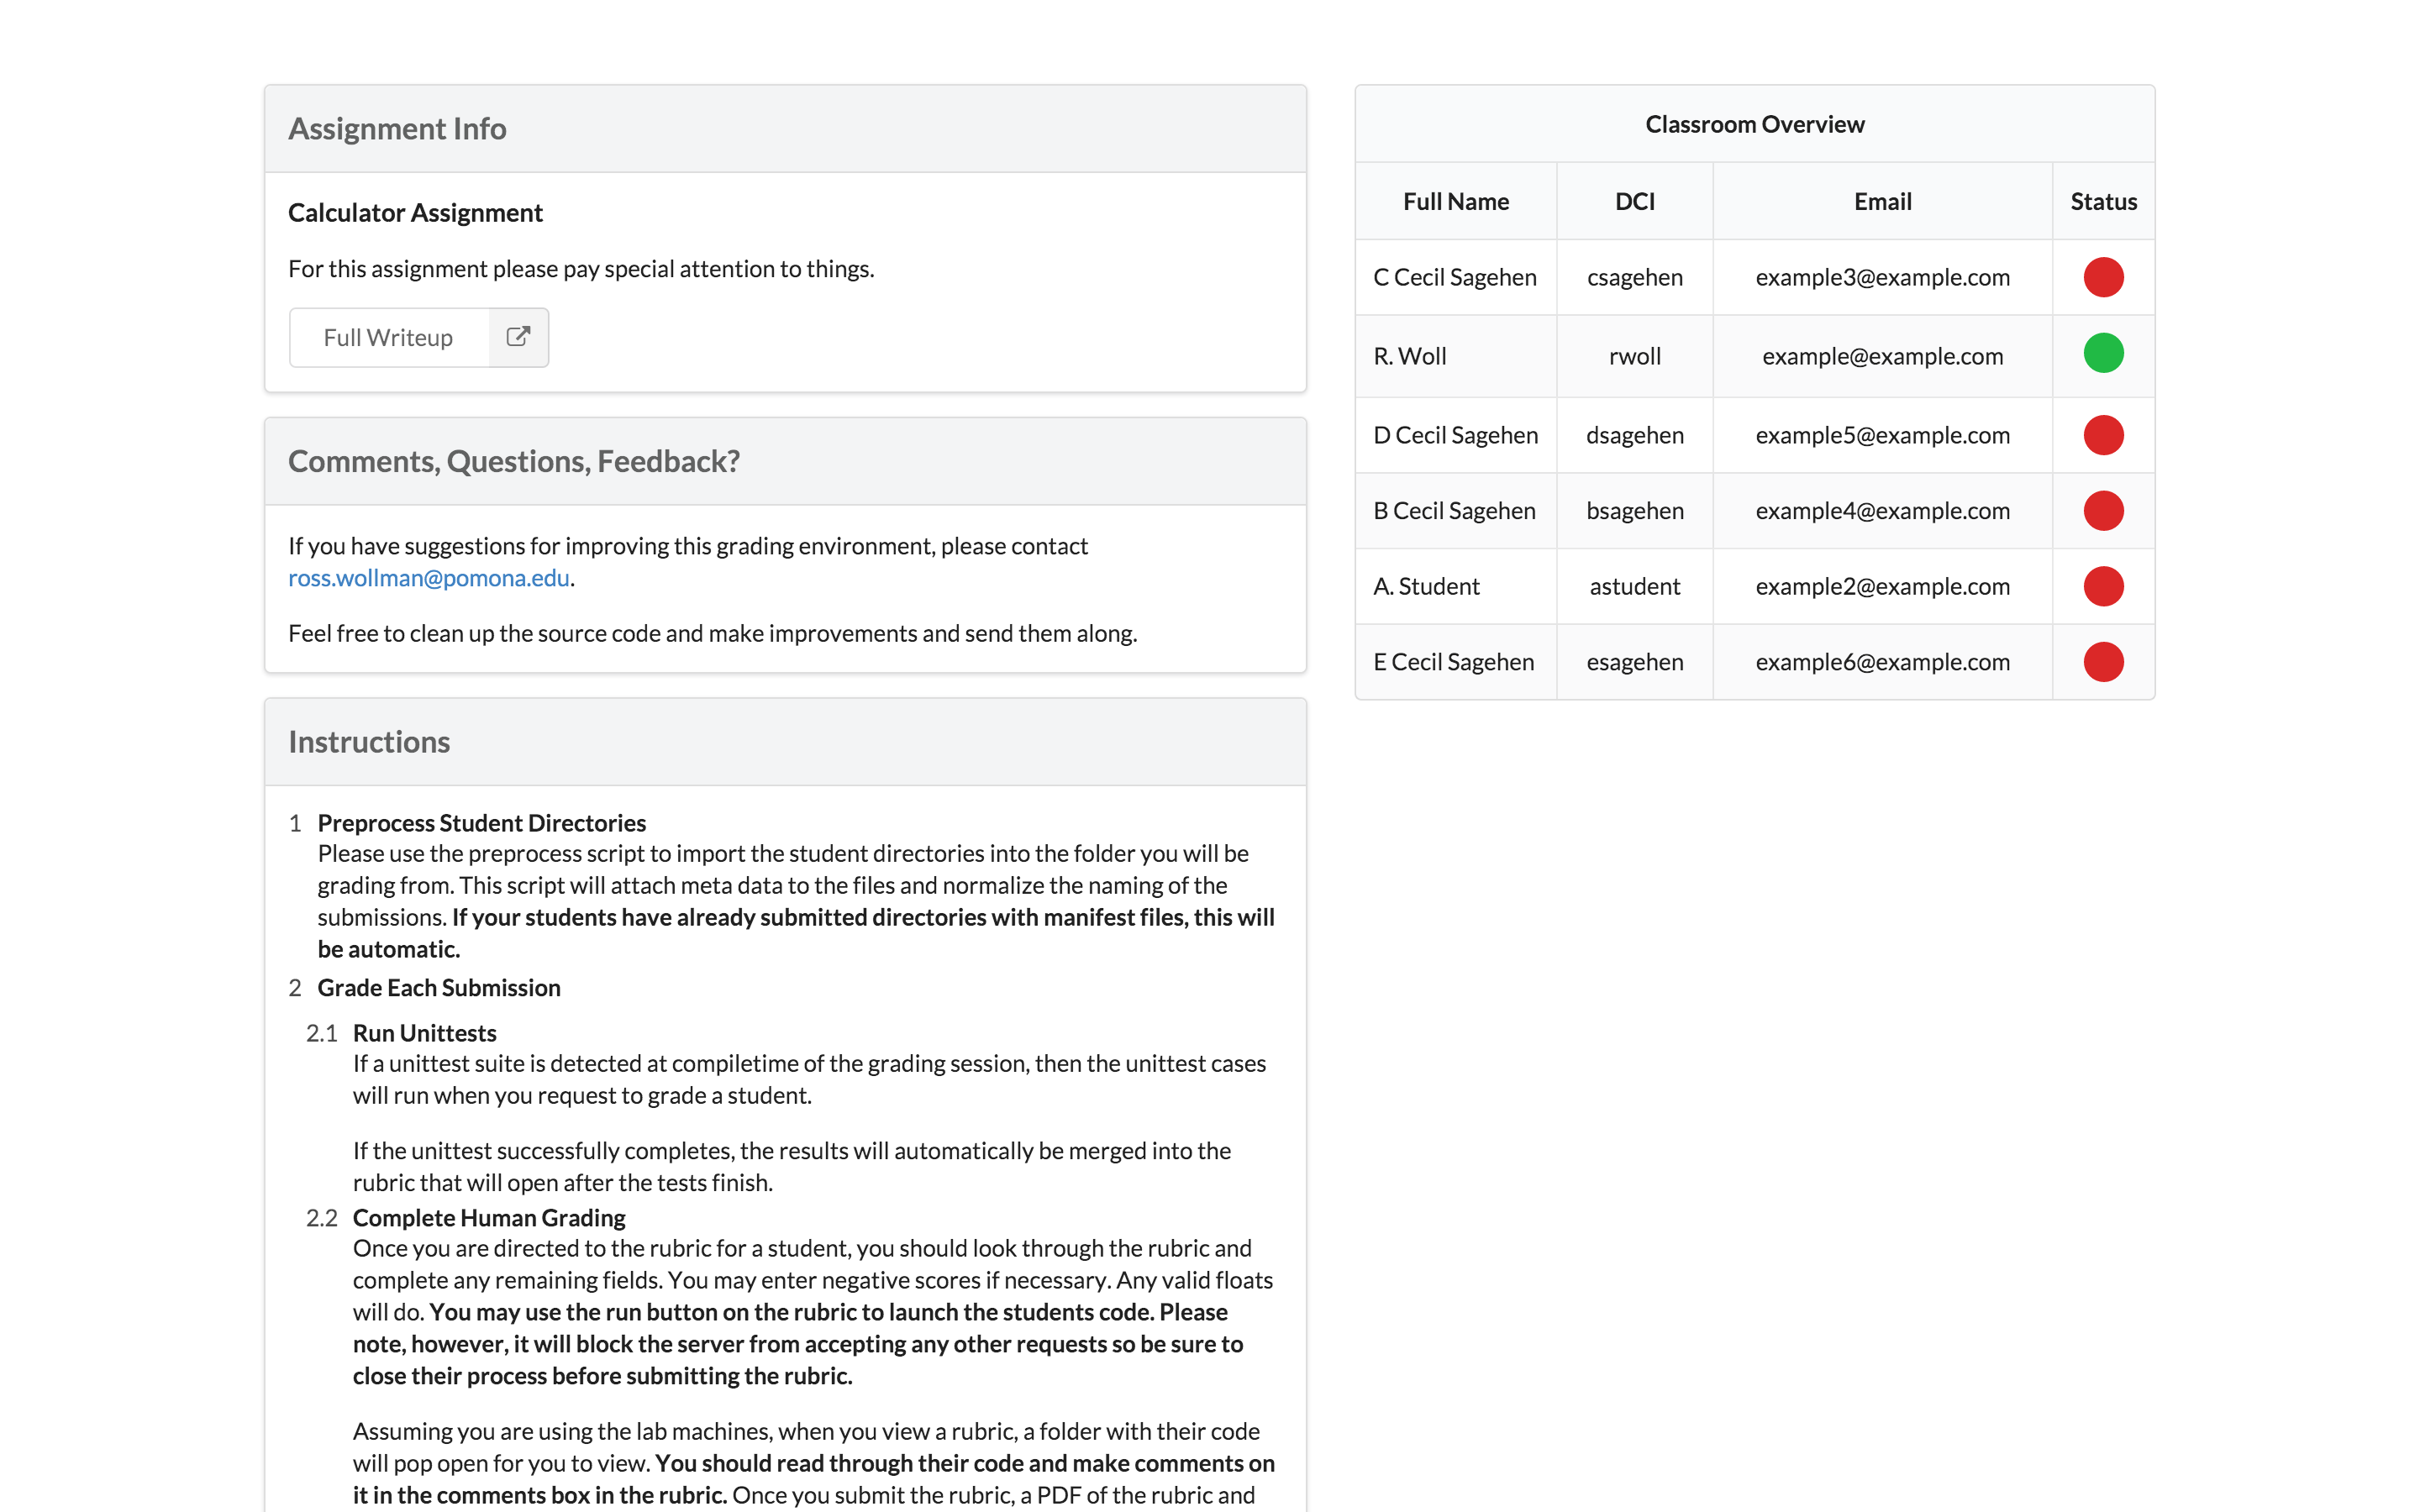 Assignment Info
Calculator Assignment
For this assignment please pay special attention to things.
Full Writeup
Comments, Questions, Feedback?
If you have suggestions for improving this grading environment, please contact
ross.wollman@pomona.edu.
Feel free to clean up the source code and make improvements and send them along.
Instructions
1 Preprocess Student Directories
Please use the preprocess script to import the student directories into the folder you will be
grading from. This script will attach meta data to the files and normalize the naming of the
submissions. If your students have already submitted directories with manifest files, this will
be automatic.
2 Grade Each Submission
2.1 Run Unittests
If a unittest suite is detected at compiletime of the grading session, then the unittest cases
will run when you request to grade a student.
If the unittest successfully completes, the results will automatically be merged into the
rubric that will open after the tests finish.
2.2 Complete Human Grading
Once you are directed to the rubric for a student, you should look through the rubric and
complete any remaining fields. You may enter negative scores if necessary. Any valid floats
will do. You may use the run button on the rubric to launch the students code. Please
note, however, it will block the server from accepting any other requests so be sure to
close their process before submitting the rubric.
Assuming you are using the lab machines, when you view a rubric, a folder with their code
will pop open for you to view. You should read through their code and make comments on
it in the comments box in the rubric. Once you submit the rubric, a PDF of the rubric and
Classroom Overview
Full Name DCI Email Status
C Cecil Sagehen csagehen example3@example.com
R. Woll rwoll example@example.com
D Cecil Sagehen dsagehen example5@example.com
B Cecil Sagehen bsagehen example4@example.com
A. Student astudent example2@example.com
E Cecil Sagehen esagehen example6@example.com